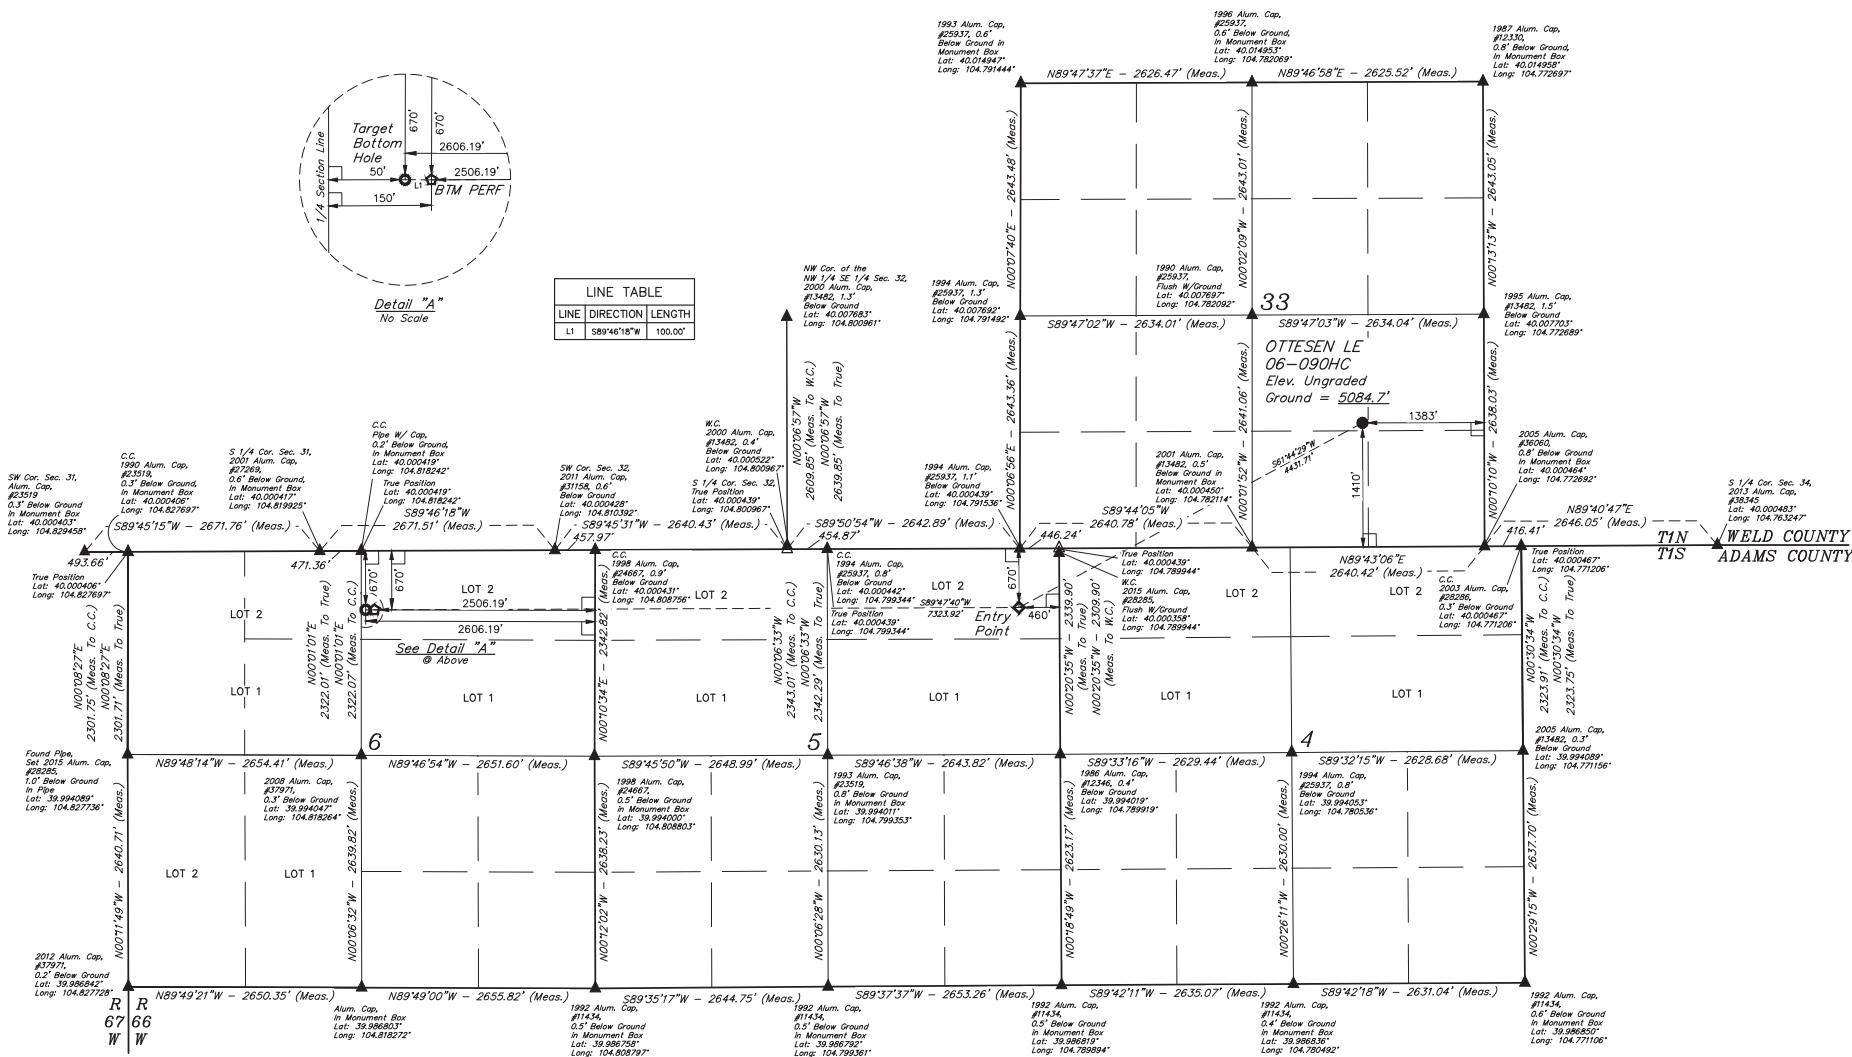 1993 Alum. Cap,
#25937, 0.6'
Below Ground in
Monument Box
Lat: 40.014947°
Long: 104.791444°
1996 Alum. Cap,
#25937,
0.6' Below Ground,
In Monument Box
Lat: 40.014953°
Long: 104.782069°
1987 Alum. Cap,
#12330,
0.8' Below Ground,
In Monument Box
Lat: 40.014958°
Long: 104.772697°
N89°47'37"E - 2626.47' (Meas.)
N89°46'58"E - 2625.52' (Meas.)
1/4 Section Line
Target
Bottom
Hole
670'
670'
2606.19'
50'
L1
2506.19'
BTM PERF
150'
Detail "A"
No Scale
LINE TABLE
LINE DIRECTION LENGTH
L1 S89°46'18"W 100.00'
N00°07'40"E - 2643.48' (Meas.)
N00°02'09"W - 2643.01' (Meas.)
N00°13'13"W - 2643.05' (Meas.)
NW Cor. of the
NW 1/4 SE 1/4 Sec. 32,
2000 Alum. Cap,
#13482, 1.3'
Below Ground
Lat: 40.007683°
Long: 104.800961°
1994 Alum. Cap,
#25937, 1.3'
Below Ground
Lat: 40.007692°
Long: 104.791492°
1990 Alum. Cap,
#25937,
Flush W/Ground
Lat: 40.007697°
Long: 104.782092°
33
1995 Alum. Cap,
#13482, 1.5'
Below Ground
Lat: 40.007703°
Long: 104.772689°
S89°47'02"W - 2634.01' (Meas.)
S89°47'03"W - 2634.04' (Meas.)
OTTESEN LE
06-090HC
Elev. Ungraded
Ground = 5084.7'
1383'
1410'
S61°44'29"W
4431.71'
N00°06'57"W
2609.85' (Meas. To W.C.)
N00°06'57"W
2639.85' (Meas. To True)
N00°06'56"E - 2643.36' (Meas.)
N00°01'52"W - 2641.06' (Meas.)
N00°10'10"W - 2638.03' (Meas.)
SW Cor. Sec. 31,
Alum. Cap,
#23519
0.3' Below Ground
In Monument Box
Lat: 40.000403°
Long: 104.829458°
C.C.
1990 Alum. Cap,
#23519,
0.3' Below Ground,
In Monument Box
Lat: 40.000406°
Long: 104.827697°
S 1/4 Cor. Sec. 31,
2001 Alum. Cap,
#27269,
0.6' Below Ground,
In Monument Box
Lat: 40.000417°
Long: 104.819925°
C.C.
Pipe W/ Cap,
0.2' Below Ground,
In Monument Box
Lat: 40.000419°
Long: 104.818242°
True Position
Lat: 40.000419°
Long: 104.818242°
SW Cor. Sec. 32,
2011 Alum. Cap,
#31158, 0.6'
Below Ground
Lat: 40.000428°
Long: 104.810392°
W.C.
2000 Alum. Cap,
#13482, 0.4'
Below Ground
Lat: 40.000522°
Long: 104.800967°
S 1/4 Cor. Sec. 32,
True Position
Lat: 40.000439°
Long: 104.800967°
1994 Alum. Cap,
#25937, 1.1'
Below Ground
Lat: 40.000439°
Long: 104.791536°
2001 Alum. Cap,
#13482, 0.5'
Below Ground in
Monument Box
Lat: 40.000450°
Long: 104.782114°
2005 Alum. Cap,
#36060,
0.8' Below Ground,
In Monument Box
Lat: 40.000464°
Long: 104.772692°
S 1/4 Cor. Sec. 34,
2013 Alum. Cap,
#38345
Lat: 40.000483°
Long: 104.763247°
S89°45'15"W - 2671.76' (Meas.)
S89°46'18"W
2671.51' (Meas.)
S89°45'31"W - 2640.43' (Meas.)
S89°50'54"W - 2642.89' (Meas.)
S89°44'05"W
2640.78' (Meas.)
N89°43'06"E
2640.42' (Meas.)
N89°40'47"E
2646.05' (Meas.)
493.66'
471.36'
457.97'
454.87'
446.24'
416.41'
T1N WELD COUNTY
T1S ADAMS COUNTY
True Position
Lat: 40.000406°
Long: 104.827697°
C.C.
1998 Alum. Cap,
#24667, 0.9'
Below Ground
Lat: 40.000431°
Long: 104.808756°
C.C.
1994 Alum. Cap,
#25937, 0.8'
Below Ground
Lat: 40.000442°
Long: 104.799344°
True Position
Lat: 40.000439°
Long: 104.799344°
True Position
Lat: 40.000439°
Long: 104.789944°
W.C.
2015 Alum. Cap,
#28285,
Flush W/Ground
Lat: 40.000358°
Long: 104.789944°
C.C.
2003 Alum. Cap,
#28286,
0.3' Below Ground
Lat: 40.000467°
Long: 104.771206°
True Position
Lat: 40.000467°
Long: 104.771206°
LOT 2
LOT 2
LOT 2
LOT 2
LOT 2
LOT 2
670'
670'
2506.19'
2606.19'
See Detail "A"
@ Above
S89°47'40"W
7323.92'
670'
460'
Entry
Point
N00°08'27"E
2301.75' (Meas. To C.C.)
N00°08'27"E
2301.71' (Meas. To True)
N00°01'01"E
2322.01' (Meas. To True)
N00°01'01"E
2322.07' (Meas. To C.C.)
N00°10'34"E - 2342.82' (Meas.)
N00°06'33"W
2343.01' (Meas. To C.C.)
N00°06'33"W
2342.29' (Meas. To True)
N00°20'35"W - 2339.90'
(Meas. To True)
N00°20'35"W - 2309.90'
(Meas. To W.C.)
N00°30'34"W
2323.91' (Meas. To C.C.)
N00°30'34"W
2323.75' (Meas. To True)
LOT 1
LOT 1
LOT 1
LOT 1
LOT 1
LOT 1
6
5
4
Found Pipe,
Set 2015 Alum. Cap,
#28285,
1.0' Below Ground
In Pipe
Lat: 39.994089°
Long: 104.827736°
N89°48'14"W - 2654.41' (Meas.)
N89°46'54"W - 2651.60' (Meas.)
S89°45'50"W - 2648.99' (Meas.)
S89°46'38"W - 2643.82' (Meas.)
S89°33'16"W - 2629.44' (Meas.)
S89°32'15"W - 2628.68' (Meas.)
2008 Alum. Cap,
#37971,
0.3' Below Ground
Lat: 39.994047°
Long: 104.818264°
1998 Alum. Cap,
#24667,
0.5' Below Ground
in Monument Box
Lat: 39.994000°
Long: 104.808803°
1993 Alum. Cap,
#23519,
0.8' Below Ground
in Monument Box
Lat: 39.994011°
Long: 104.799353°
1986 Alum. Cap,
#12346, 0.4'
Below Ground
Lat: 39.994019°
Long: 104.789919°
1994 Alum. Cap,
#25937, 0.8'
Below Ground
Lat: 39.994053°
Long: 104.780536°
2005 Alum. Cap,
#13482, 0.3'
Below Ground
Lat: 39.994089°
Long: 104.771156°
N00°11'49"W - 2640.71' (Meas.)
N00°06'32"W - 2639.82' (Meas.)
N00°12'02"W - 2638.23' (Meas.)
N00°06'28"W - 2630.13' (Meas.)
N00°18'49"W - 2623.17' (Meas.)
N00°26'11"W - 2630.00' (Meas.)
N00°29'15"W - 2637.70' (Meas.)
LOT 2
LOT 1
2012 Alum. Cap,
#37971,
0.2' Below Ground
Lat: 39.986842°
Long: 104.827728°
N89°49'21"W - 2650.35' (Meas.)
N89°49'00"W - 2655.82' (Meas.)
S89°35'17"W - 2644.75' (Meas.)
S89°37'37"W - 2653.26' (Meas.)
S89°42'11"W - 2635.07' (Meas.)
S89°42'18"W - 2631.04' (Meas.)
R R
67 66
W W
Alum. Cap,
In Monument Box
Lat: 39.986803°
Long: 104.818272°
1992 Alum. Cap,
#11434,
0.5' Below Ground
In Monument Box
Lat: 39.986758°
Long: 104.808797°
1992 Alum. Cap,
#11434,
0.5' Below Ground
In Monument Box
Lat: 39.986792°
Long: 104.799361°
1992 Alum. Cap,
#11434,
0.5' Below Ground
In Monument Box
Lat: 39.986819°
Long: 104.789894°
1992 Alum. Cap,
#11434,
0.4' Below Ground
In Monument Box
Lat: 39.986836°
Long: 104.780492°
1992 Alum. Cap,
#11434,
0.6' Below Ground
In Monument Box
Lat: 39.986850°
Long: 104.771106°